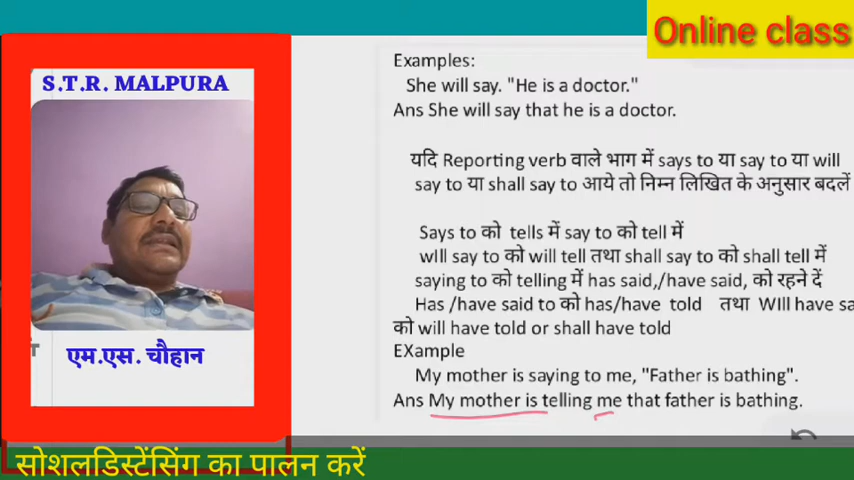 Online class
S.T.R. MALPURA
Examples:
She will say. "He is a doctor."
Ans She will say that he is a doctor.
यदि Reporting verb वाले भाग में says to या say to या will
say to या shall say to आये तो निम्न लिखित के अनुसार बदलें
Says to को tells में say to को tell में
wIll say to को will tell तथा shall say to को shall tell में
saying to को telling में has said,/have said, को रहने दें
Has /have said to को has/have told तथा WIll have sa
को will have told or shall have told
EXample
My mother is saying to me, "Father is bathing".
Ans My mother is telling me that father is bathing.
एम.एस. चौहान
सोशलडिस्टेंसिंग का पालन करें